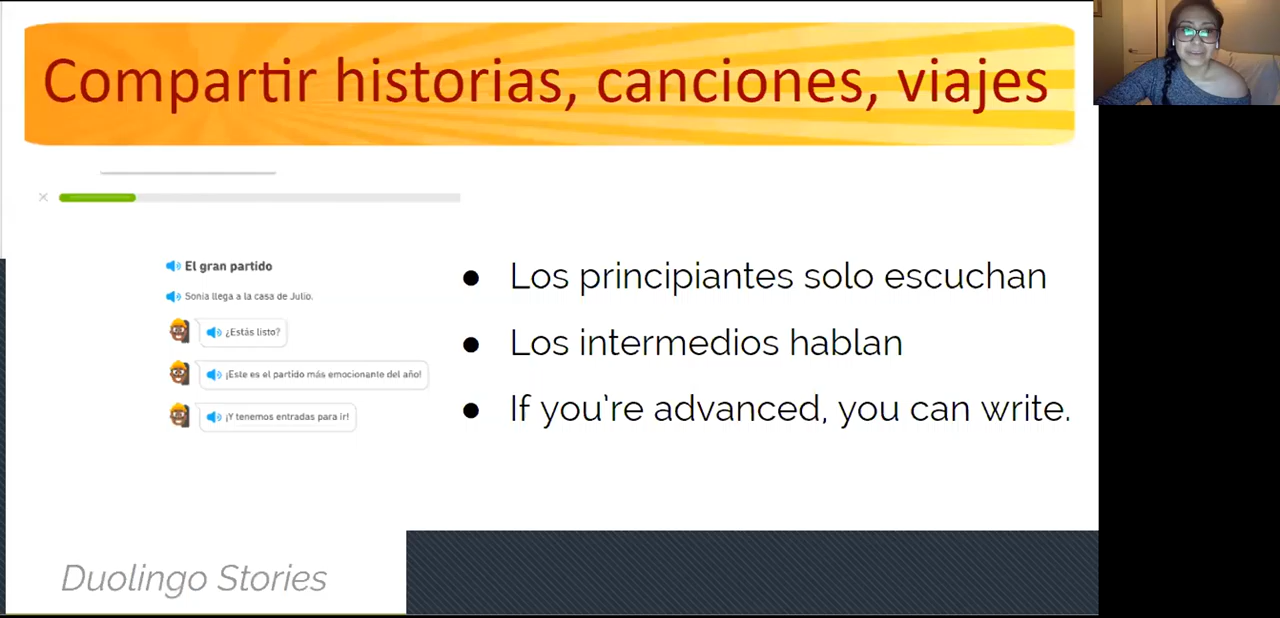 Compartir historias, canciones, viajes
El gran partido
Sonia llega a la casa de Julio.
¿Estás listo?
¡Este es el partido más emocionante del año!
¡Y tenemos entradas para ir!
● Los principiantes solo escuchan
● Los intermedios hablan
● If you're advanced, you can write.
Duolingo Stories